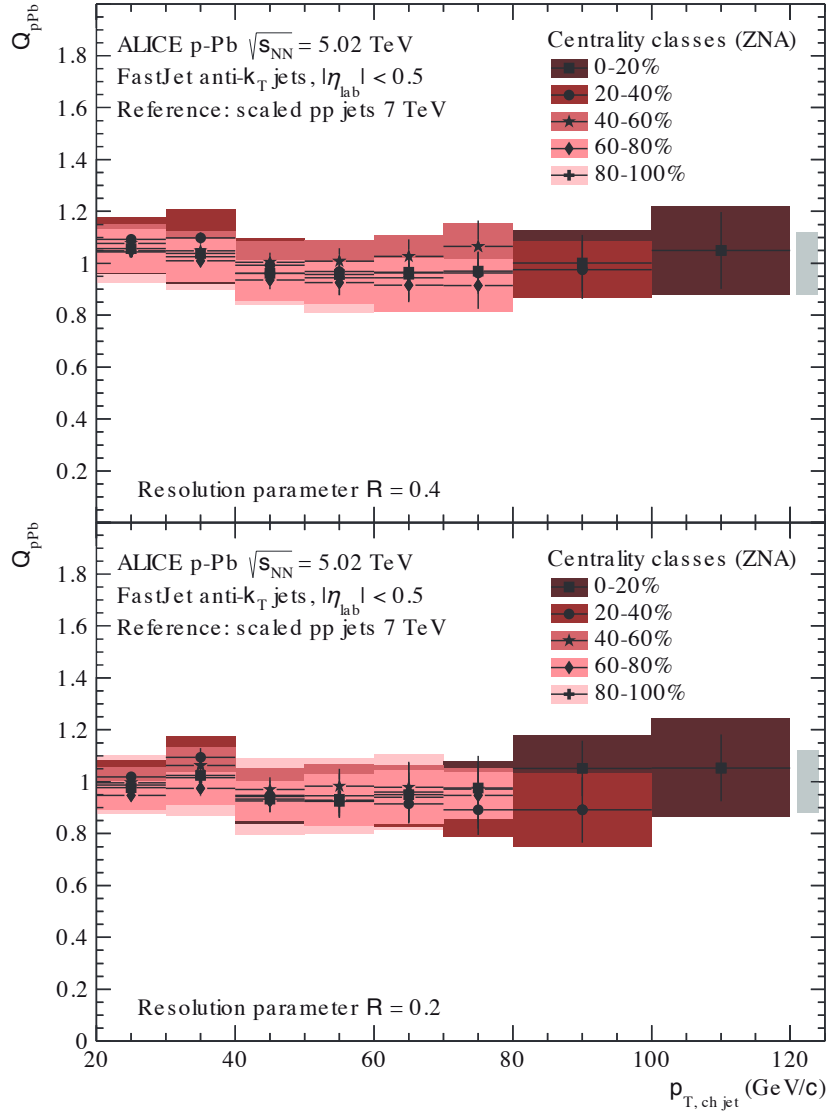 Q_pPb
1.8
1.6
1.4
1.2
1
0.8
0.6
0.4
0.2
ALICE p-Pb √s_NN = 5.02 TeV
FastJet anti-k_T jets, |η_lab| < 0.5
Reference: scaled pp jets 7 TeV
Centrality classes (ZNA)
0-20%
20-40%
40-60%
60-80%
80-100%
Resolution parameter R = 0.4
Q_pPb
1.8
1.6
1.4
1.2
1
0.8
0.6
0.4
0.2
0
ALICE p-Pb √s_NN = 5.02 TeV
FastJet anti-k_T jets, |η_lab| < 0.5
Reference: scaled pp jets 7 TeV
Centrality classes (ZNA)
0-20%
20-40%
40-60%
60-80%
80-100%
Resolution parameter R = 0.2
20 40 60 80 100 120
p_T, ch jet (GeV/c)